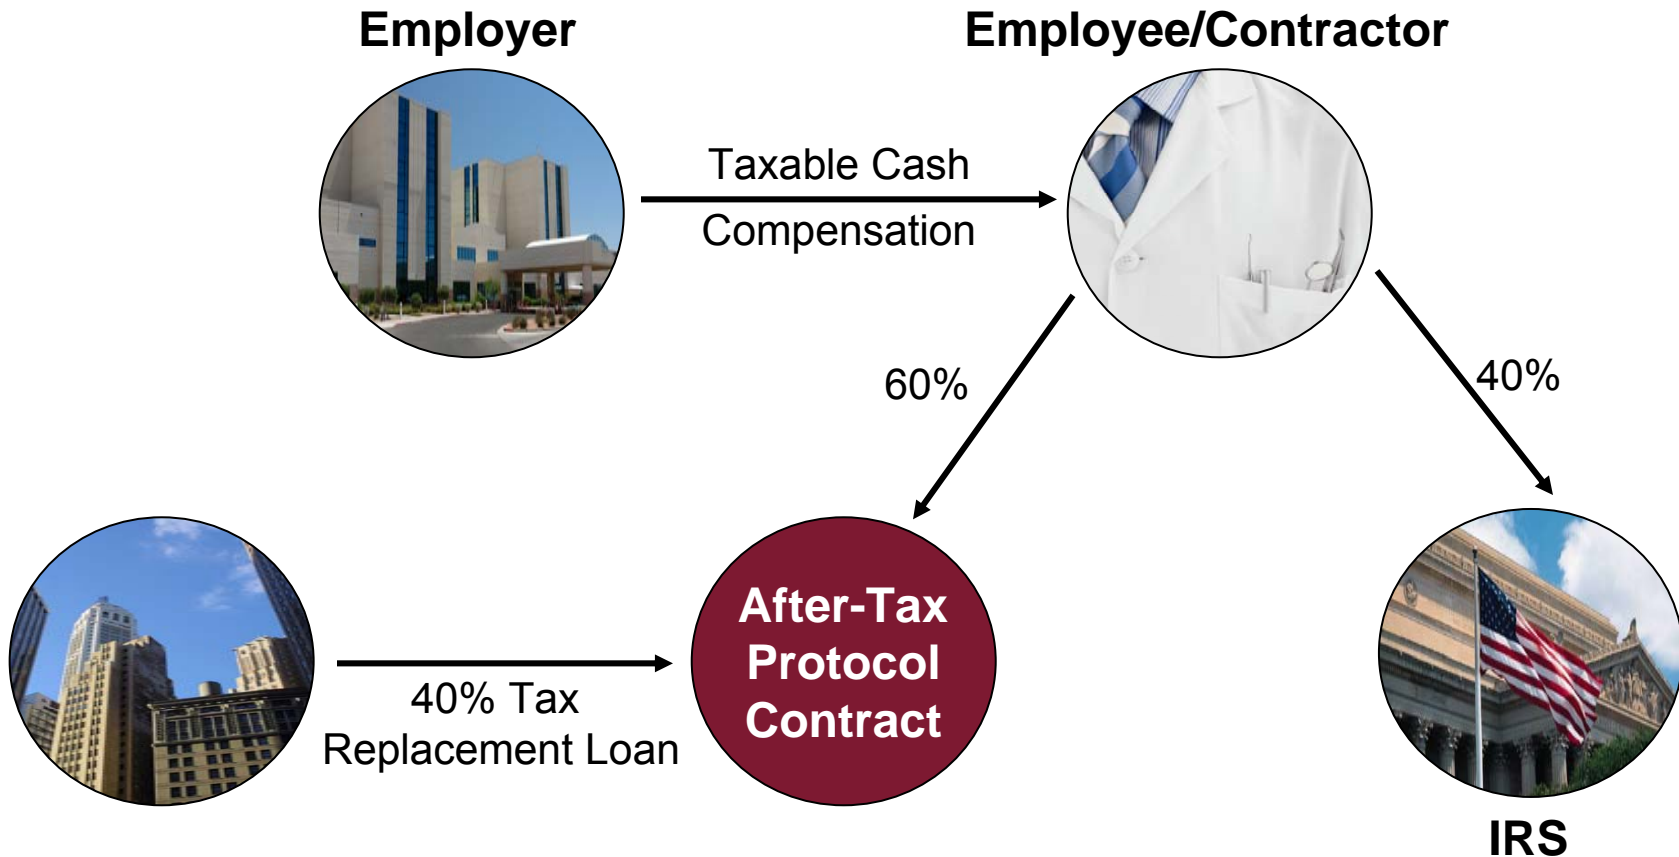 Employer
Employee/Contractor
Taxable Cash
Compensation
60%
40%
After-Tax
Protocol
Contract
40% Tax
Replacement Loan
IRS